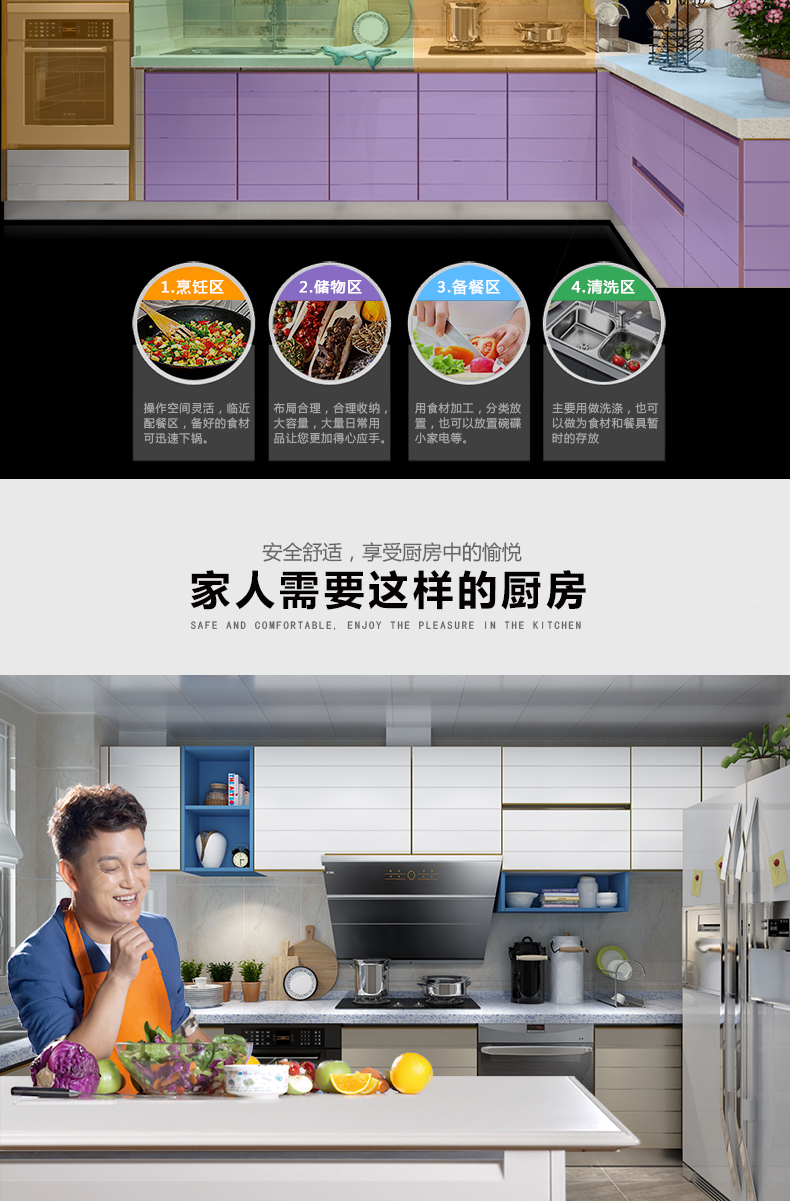 1.烹饪区
操作空间灵活，临近
配餐区，备好的食材
可迅速下锅。
2.储物区
布局合理，合理收纳，
大容量，大量日常用
品让您更加得心应手。
3.备餐区
用食材加工，分类放
置，也可以放置碗碟
小家电等。
4.清洗区
主要用做洗涤，也可
以做为食材和餐具暂
时的存放
安全舒适，享受厨房中的愉悦
家人需要这样的厨房
SAFE AND COMFORTABLE, ENJOY THE PLEASURE IN THE KITCHEN